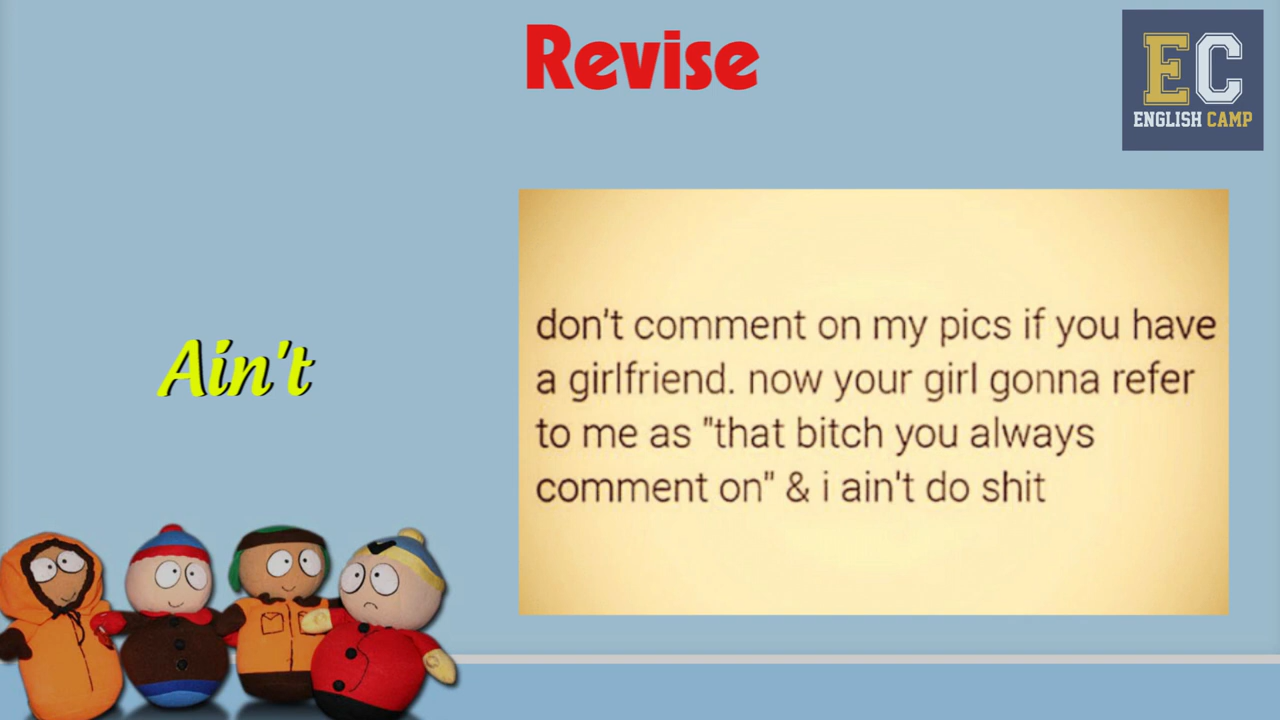 Revise
EC
ENGLISH CAMP
Ain't
don't comment on my pics if you have
a girlfriend. now your girl gonna refer
to me as "that bitch you always
comment on" & i ain't do shit